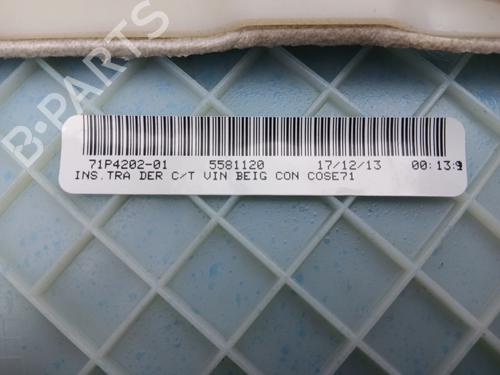 B-PARTS
71P4202-01 5581120 17/12/13 00:13:9
INS.TRA DER C/T VIN BEIG CON COSE71